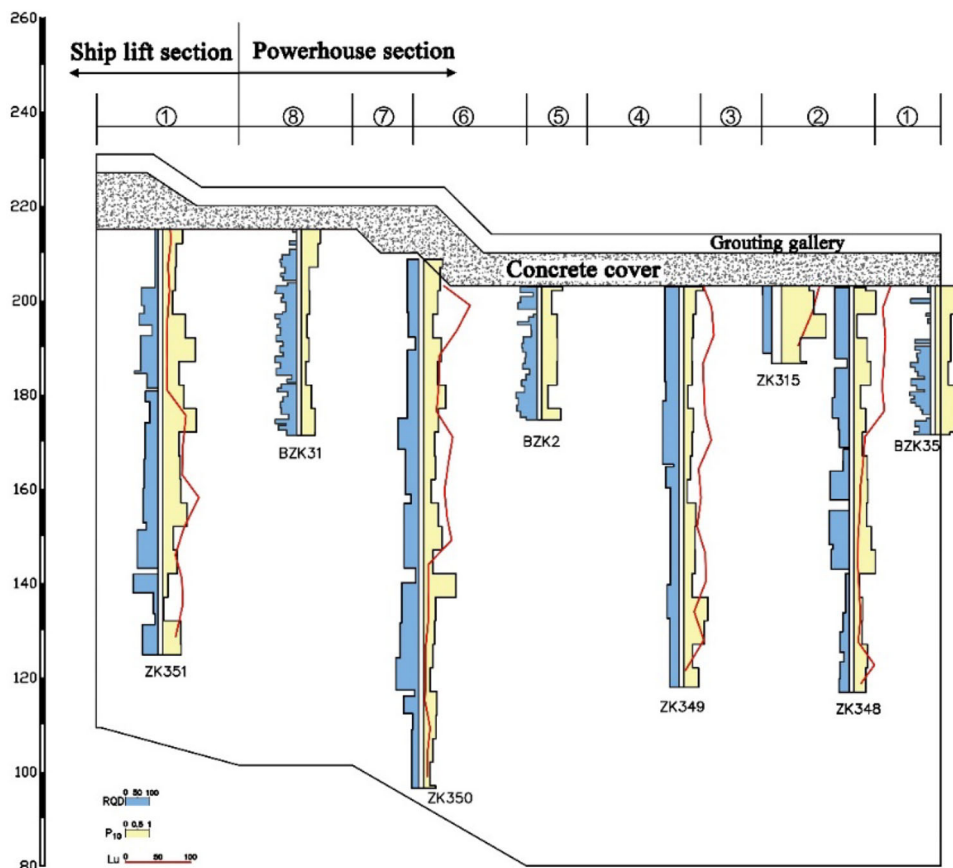 260
Ship lift section
Powerhouse section
240
① ⑧ ⑦ ⑥ ⑤ ④ ③ ② ①
220
Grouting gallery
Concrete cover
200
ZK315
180
BZK31
BZK2
BZK35
160
140
ZK351
120
ZK349
ZK348
100
ZK350
0 50 100
RQD
0 0.5 1
P10
Lu 0 50 100
80